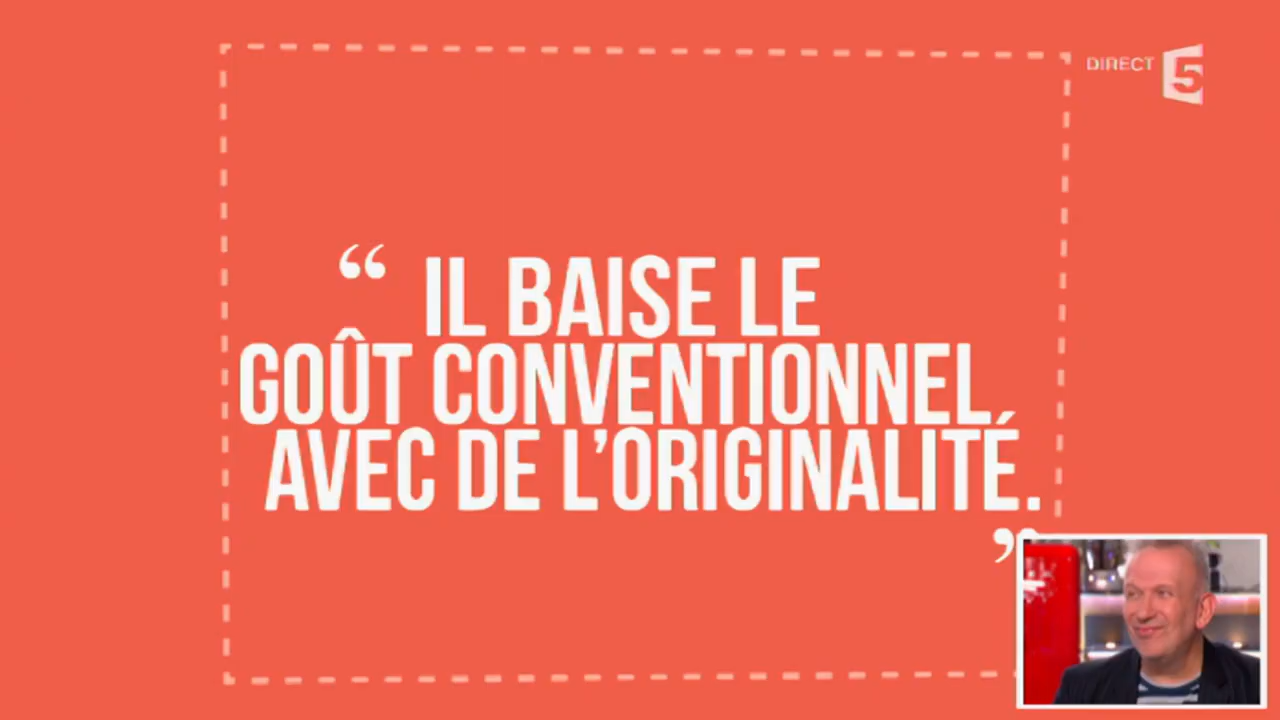 DIRECT 5
“ IL BAISE LE
GOÛT CONVENTIONNEL
AVEC DE L’ORIGINALITÉ.
”